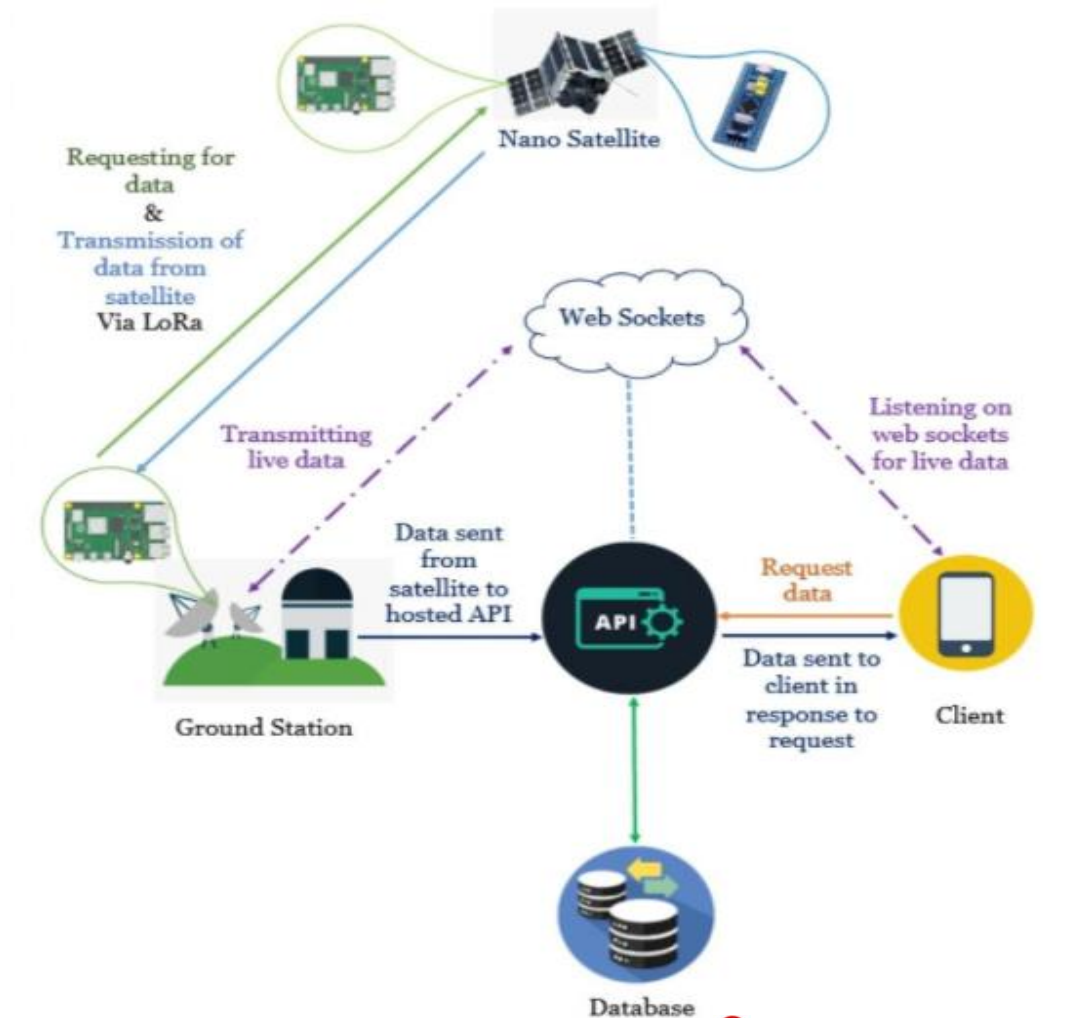 Nano Satellite
Requesting for
data
&
Transmission of
data from
satellite
Via LoRa
Web Sockets
Transmitting
live data
Listening on
web sockets
for live data
Data sent
from
satellite to
hosted API
API
Request
data
Data sent to
client in
response to
request
Ground Station
Client
Database